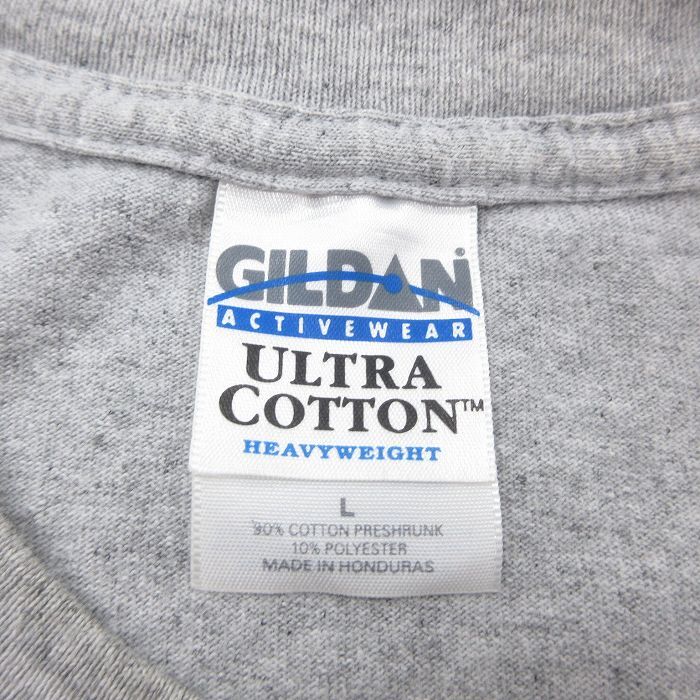 GILDAN®
ACTIVEWEAR
ULTRA
COTTON™
HEAVYWEIGHT
L
90% COTTON PRESHRUNK
10% POLYESTER
MADE IN HONDURAS